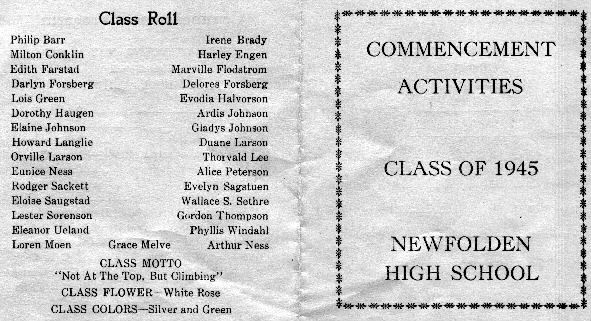 Class Roll
Philip Barr Irene Brady
Milton Conklin Harley Engen
Edith Farstad Marville Flodstrom
Darlyn Forsberg Delores Forsberg
Lois Green Evodia Halvorson
Dorothy Haugen Ardis Johnson
Elaine Johnson Gladys Johnson
Howard Langlie Duane Larson
Orville Larson Thorvald Lee
Eunice Ness Alice Peterson
Rodger Sackett Evelyn Sagstuen
Eloise Saugstad Wallace S. Sethre
Lester Sorenson Gordon Thompson
Eleanor Ueland Phyllis Windahl
Loren Moen Grace Melve Arthur Ness
CLASS MOTTO
"Not At The Top, But Climbing"
CLASS FLOWER—White Rose
CLASS COLORS—Silver and Green
COMMENCEMENT
ACTIVITIES
CLASS OF 1945
NEWFOLDEN
HIGH SCHOOL